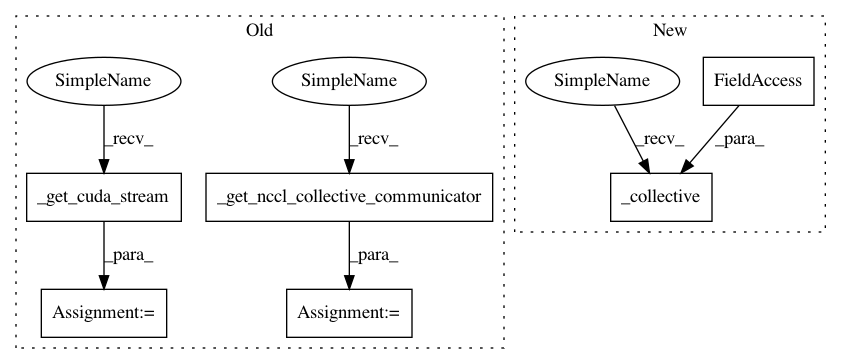 Old
New
SimpleName
SimpleName
SimpleName
FieldAccess
_recv_
_recv_
_recv_
_para_
_get_cuda_stream
_get_nccl_collective_communicator
_collective
_para_
_para_
Assignment:=
Assignment:=